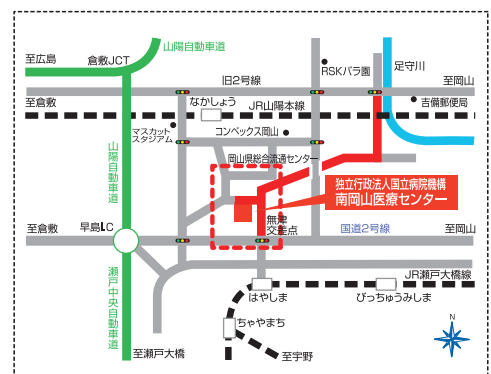 山陽自動車道
至広島
倉敷JCT
RSKバラ園
足守川
旧2号線
至岡山
至倉敷
なかしょう
JR山陽本線
吉備郵便局
マスカット
スタジアム
コンベックス岡山
山陽自動車道
岡山県総合流通センター
独立行政法人国立病院機構
南岡山医療センター
無津
交差点
至倉敷
早島I.C
国道2号線
至岡山
瀬戸中央自動車道
JR瀬戸大橋線
はやしま
びっちゅうみしま
ちゃやまち
至瀬戸大橋
至宇野
N